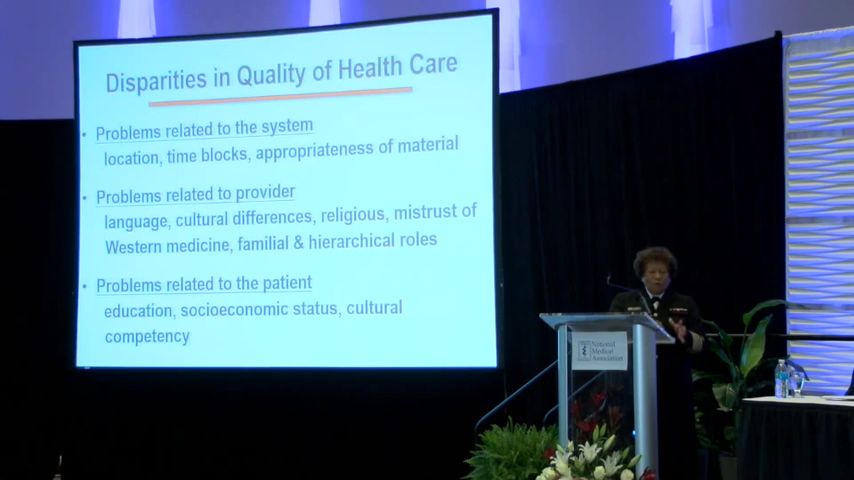 Disparities in Quality of Health Care
• Problems related to the system
location, time blocks, appropriateness of material
• Problems related to provider
language, cultural differences, religious, mistrust of
Western medicine, familial & hierarchical roles
• Problems related to the patient
education, socioeconomic status, cultural
competency
National
Medical
Association